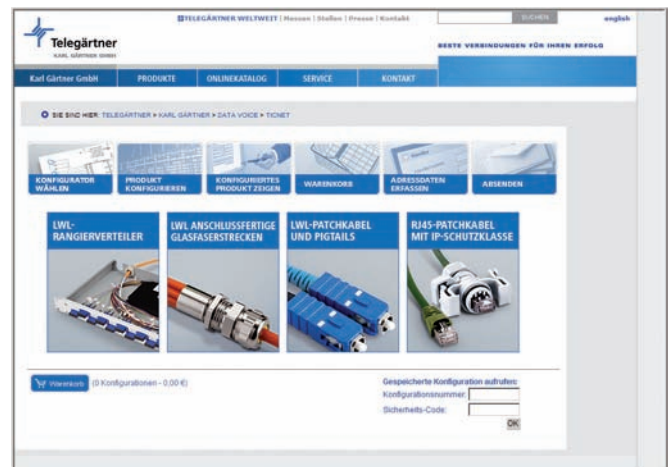 TELEGÄRTNER WELTWEIT | Messen | Stellen | Presse | Kontakt
SUCHEN
english
Telegärtner
KARL GÄRTNER GMBH
BESTE VERBINDUNGEN FÜR IHREN ERFOLG
Karl Gärtner GmbH
PRODUKTE
ONLINEKATALOG
SERVICE
KONTAKT
SIE SIND HIER: TELEGÄRTNER ▸ KARL GÄRTNER ▸ DATA VOICE ▸ TICNET
KONFIGURATOR
WÄHLEN
PRODUKT
KONFIGURIEREN
KONFIGURIERTES
PRODUKT ZEIGEN
WARENKORB
ADRESSDATEN
ERFASSEN
ABSENDEN
LWL-
RANGIERVERTEILER
LWL ANSCHLUSSFERTIGE
GLASFASERSTRECKEN
LWL-PATCHKABEL
UND PIGTAILS
RJ45-PATCHKABEL
MIT IP-SCHUTZKLASSE
Warenkorb
(0 Konfigurationen - 0,00 €)
Gespeicherte Konfiguration aufrufen:
Konfigurationsnummer:
Sicherheits-Code:
OK